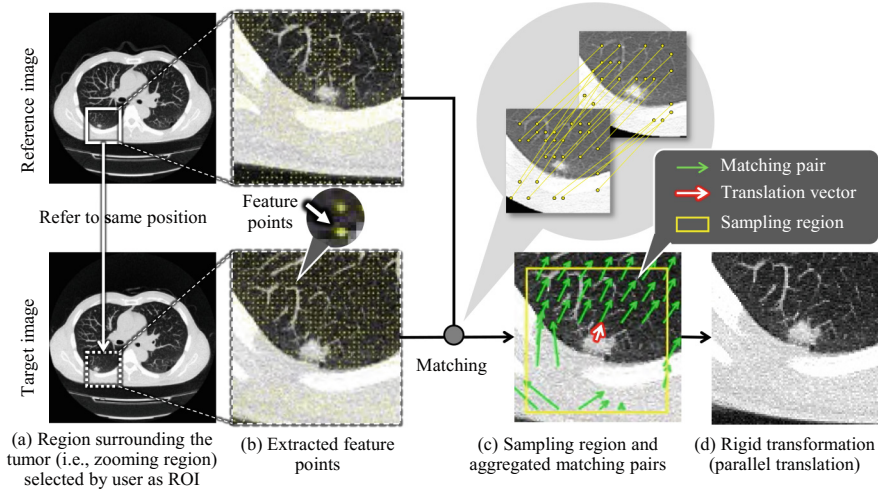 Reference image
Feature
points
Refer to same position
Target image
Matching
Matching pair
Translation vector
Sampling region
(a) Region surrounding the
tumor (i.e., zooming region)
selected by user as ROI
(b) Extracted feature
points
(c) Sampling region and
aggregated matching pairs
(d) Rigid transformation
(parallel translation)